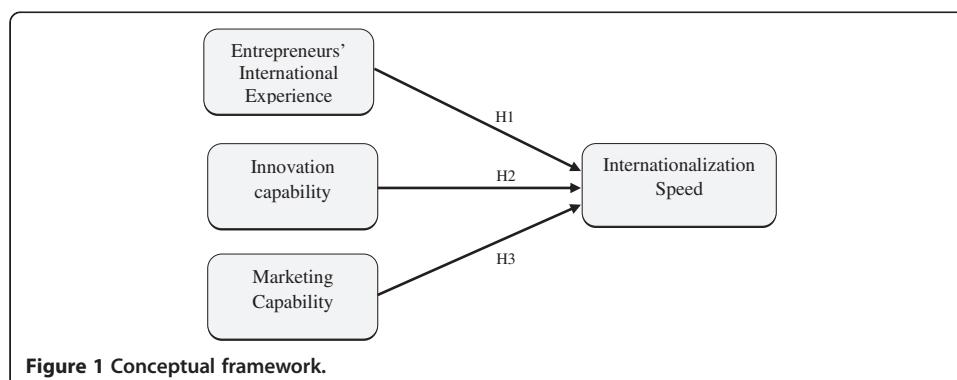 Entrepreneurs’
International
Experience
H1
Innovation
capability
H2
Internationalization
Speed
H3
Marketing
Capability
Figure 1 Conceptual framework.